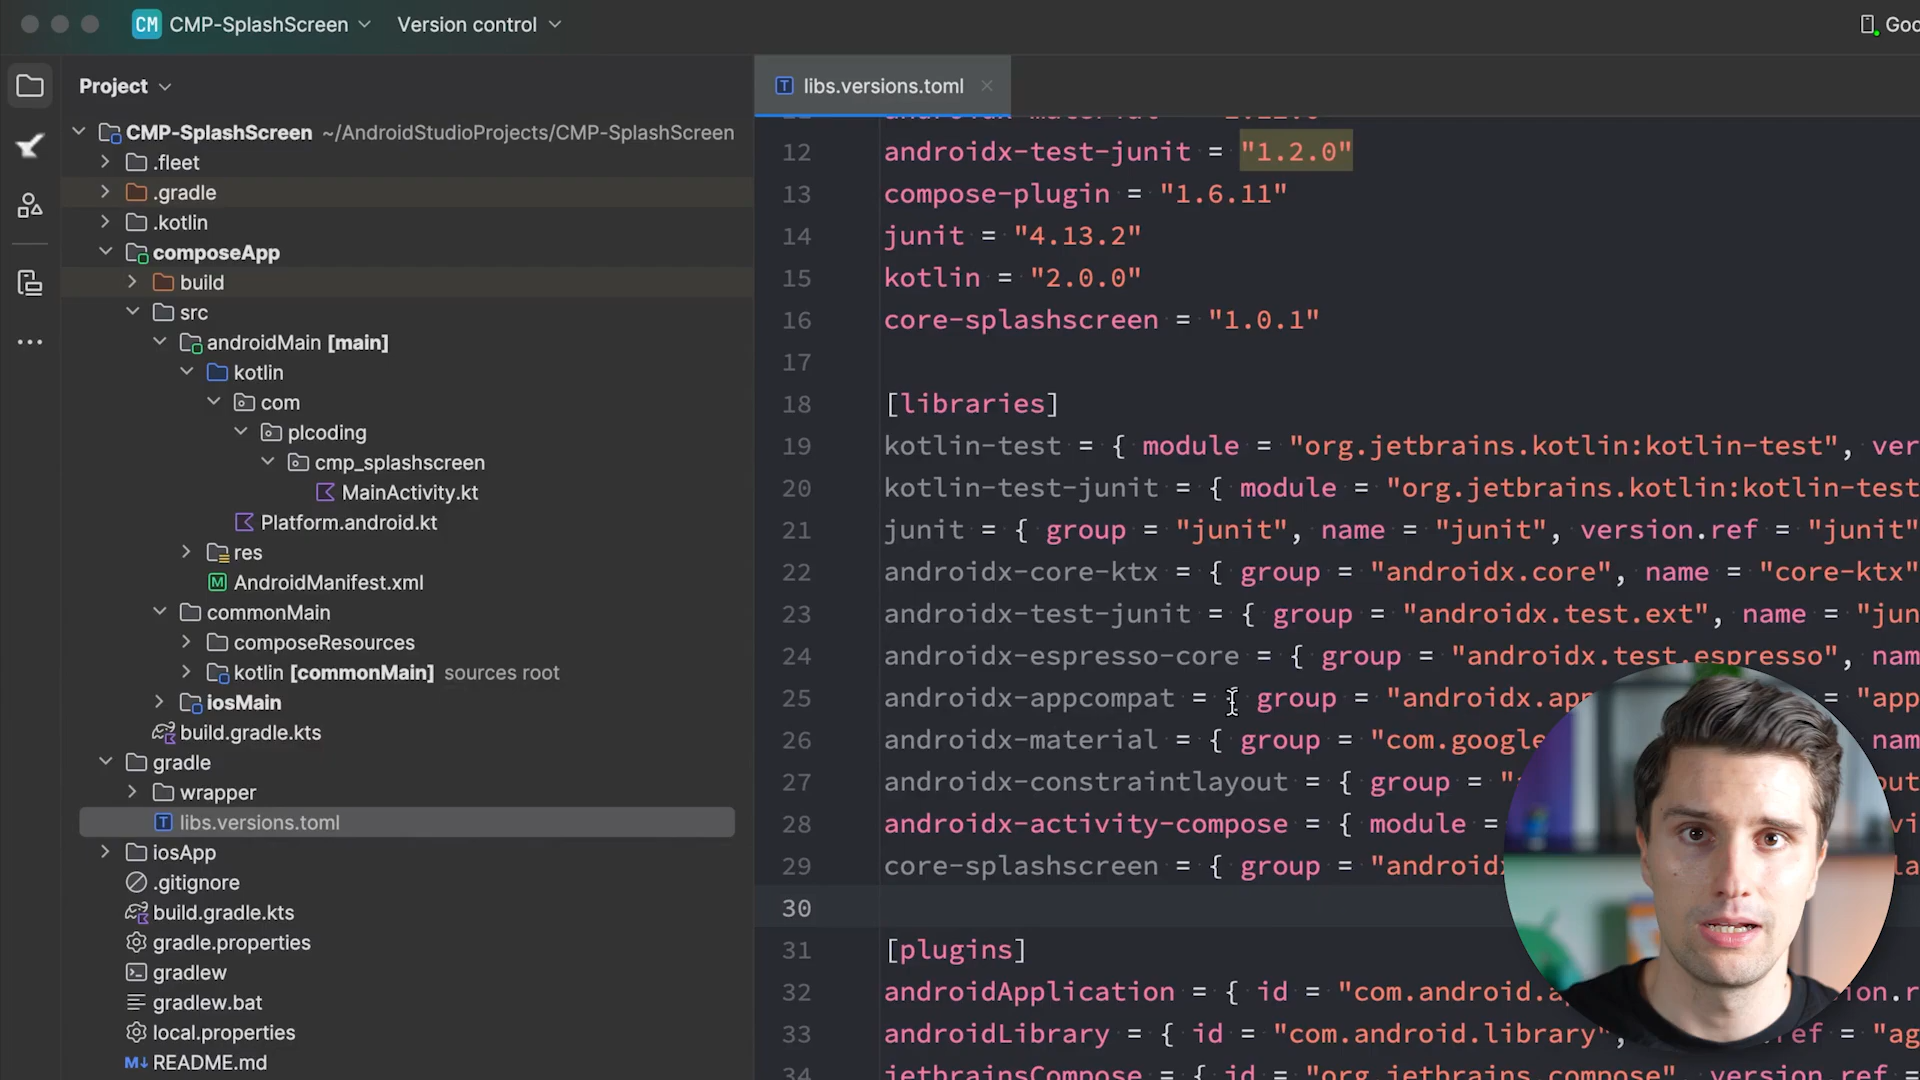 CM CMP-SplashScreen Version control Goo
Project
CMP-SplashScreen ~/AndroidStudioProjects/CMP-SplashScreen
.fleet
.gradle
.kotlin
composeApp
build
src
androidMain [main]
kotlin
com
plcoding
cmp_splashscreen
MainActivity.kt
Platform.android.kt
res
AndroidManifest.xml
commonMain
composeResources
kotlin [commonMain] sources root
iosMain
build.gradle.kts
gradle
wrapper
libs.versions.toml
iosApp
.gitignore
build.gradle.kts
gradle.properties
gradlew
gradlew.bat
local.properties
README.md
libs.versions.toml
12 androidx-test-junit = "1.2.0"
13 compose-plugin = "1.6.11"
14 junit = "4.13.2"
15 kotlin = "2.0.0"
16 core-splashscreen = "1.0.1"
17
18 [libraries]
19 kotlin-test = { module = "org.jetbrains.kotlin:kotlin-test", ver
20 kotlin-test-junit = { module = "org.jetbrains.kotlin:kotlin-test
21 junit = { group = "junit", name = "junit", version.ref = "junit"
22 androidx-core-ktx = { group = "androidx.core", name = "core-ktx"
23 androidx-test-junit = { group = "androidx.test.ext", name = "jun
24 androidx-espresso-core = { group = "androidx.test.espresso", nam
25 androidx-appcompat = { group = "androidx.ap = "app
26 androidx-material = { group = "com.google nam
27 androidx-constraintlayout = { group = " out
28 androidx-activity-compose = { module = vi
29 core-splashscreen = { group = "android la
30
31 [plugins]
32 androidApplication = { id = "com.android.a ion.r
33 androidLibrary = { id = "com.android.library", ref = "ag
34 jetbrainsCompose = { id = "org.jetbrains.compose", version.ref =